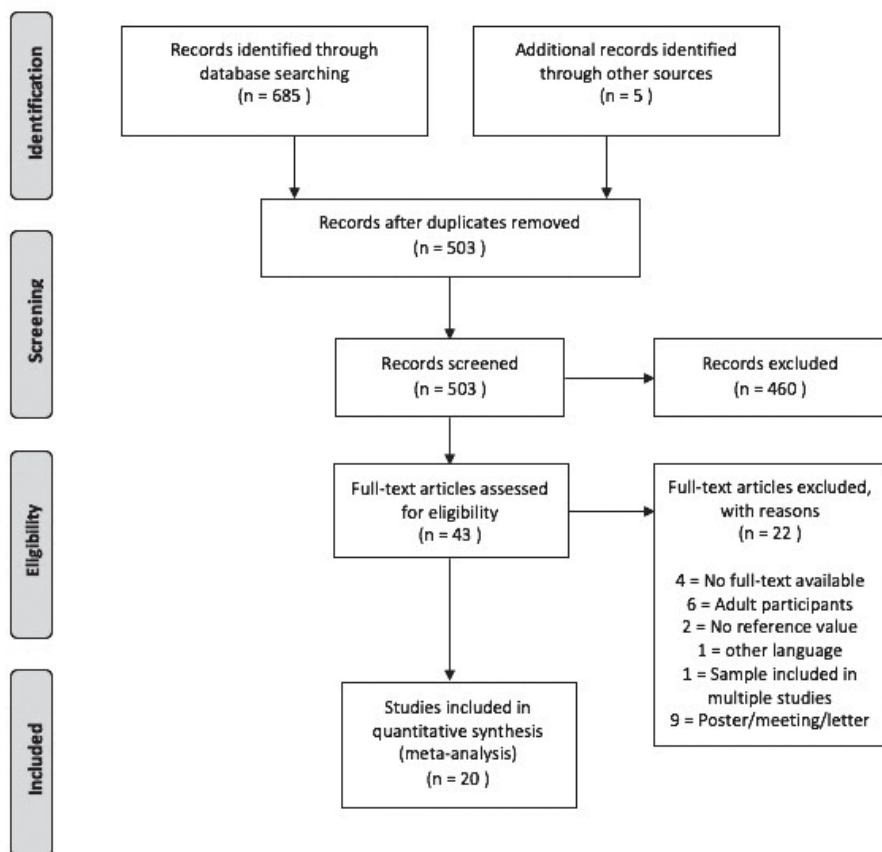 Identification
Records identified through
database searching
(n = 685 )
Additional records identified
through other sources
(n = 5 )
Records after duplicates removed
(n = 503 )
Screening
Records screened
(n = 503 )
Records excluded
(n = 460 )
Eligibility
Full-text articles assessed
for eligibility
(n = 43 )
Full-text articles excluded,
with reasons
(n = 22 )
4 = No full-text available
6 = Adult participants
2 = No reference value
1 = other language
1 = Sample included in
multiple studies
9 = Poster/meeting/letter
Included
Studies included in
quantitative synthesis
(meta-analysis)
(n = 20 )